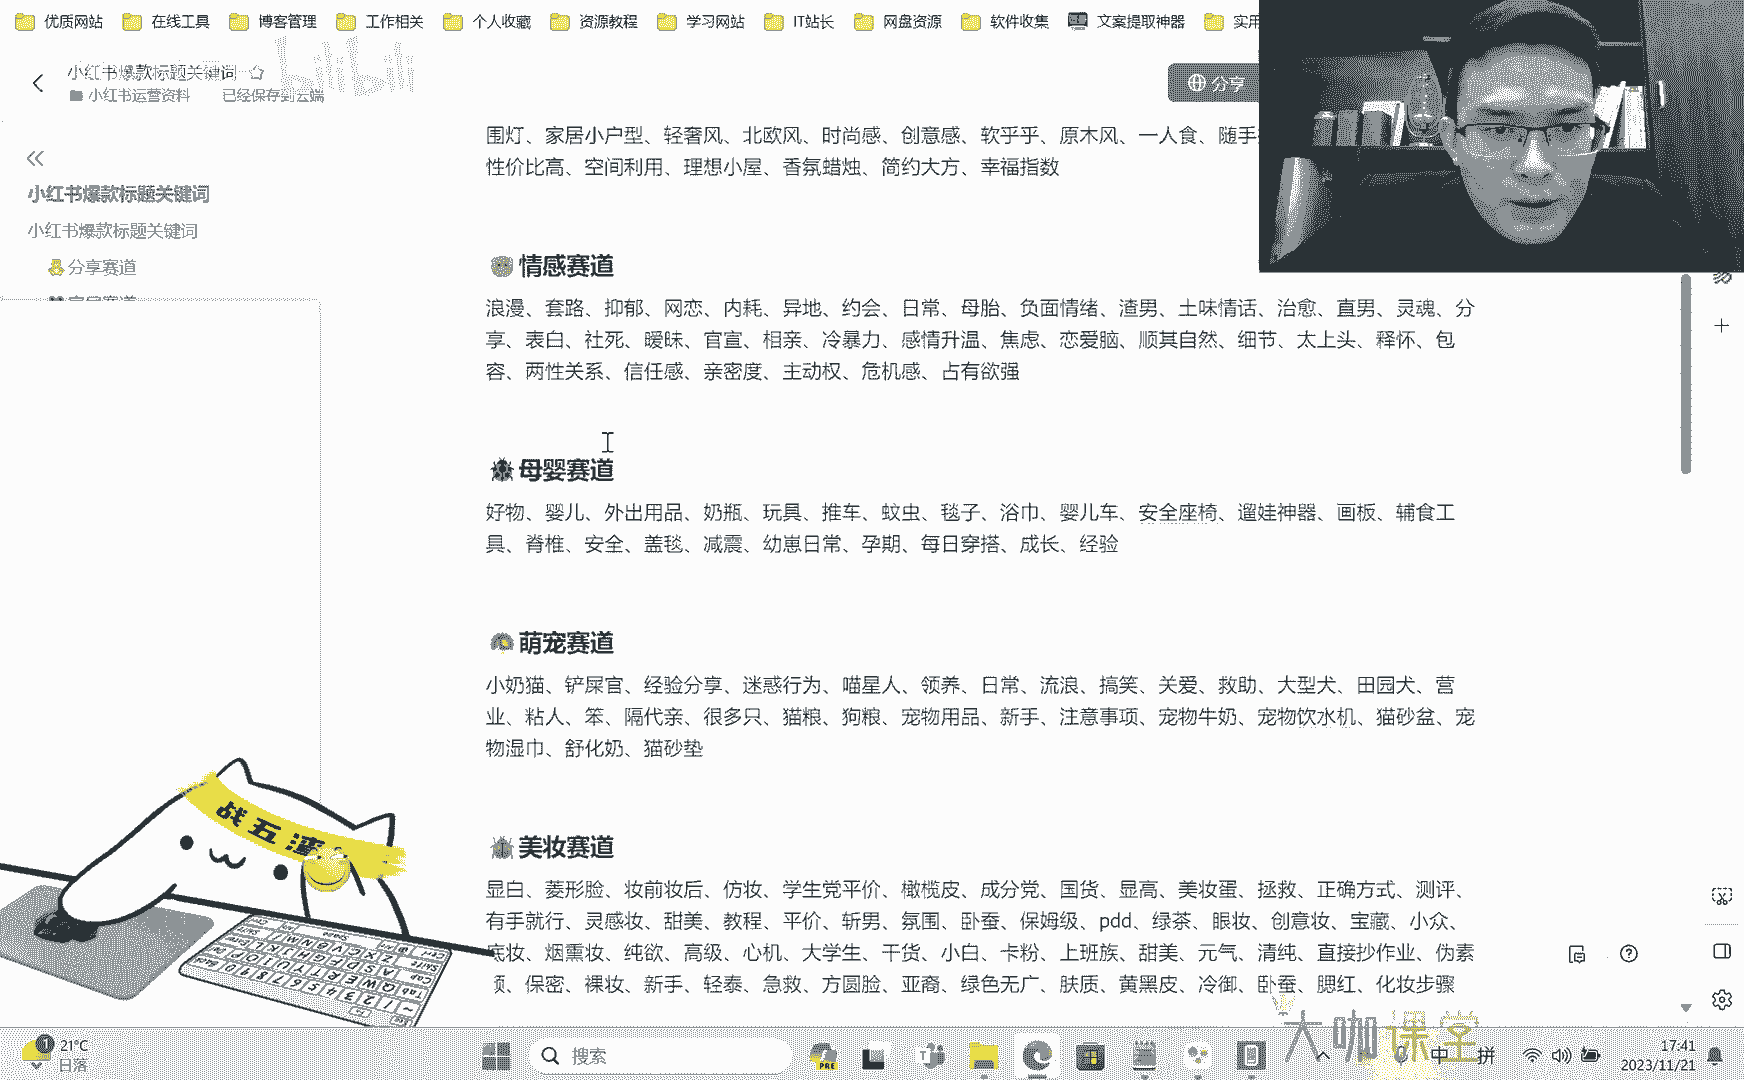 优质网站 在线工具 博客管理 工作相关 个人收藏 资源教程 学习网站 IT站长 网盘资源 软件收集 文案提取神器 实用
bilibili
小红书爆款标题关键词
小红书运营资料 已经保存到云端
分享
小红书爆款标题关键词
小红书爆款标题关键词
分享赛道
围灯、家居小户型、轻奢风、北欧风、时尚感、创意感、软乎乎、原木风、一人食、随手
性价比高、空间利用、理想小屋、香氛蜡烛、简约大方、幸福指数
情感赛道
浪漫、套路、抑郁、网恋、内耗、异地、约会、日常、母胎、负面情绪、渣男、土味情话、治愈、直男、灵魂、分
享、表白、社死、暧昧、官宣、相亲、冷暴力、感情升温、焦虑、恋爱脑、顺其自然、细节、太上头、释怀、包
容、两性关系、信任感、亲密度、主动权、危机感、占有欲强
母婴赛道
好物、婴儿、外出用品、奶瓶、玩具、推车、蚊虫、毯子、浴巾、婴儿车、安全座椅、遛娃神器、画板、辅食工
具、脊椎、安全、盖毯、减震、幼崽日常、孕期、每日穿搭、成长、经验
萌宠赛道
小奶猫、铲屎官、经验分享、迷惑行为、喵星人、领养、日常、流浪、搞笑、关爱、救助、大型犬、田园犬、营
业、粘人、笨、隔代亲、很多只、猫粮、狗粮、宠物用品、新手、注意事项、宠物牛奶、宠物饮水机、猫砂盆、宠
物湿巾、舒化奶、猫砂垫
美妆赛道
显白、菱形脸、妆前妆后、仿妆、学生党平价、橄榄皮、成分党、国货、显高、美妆蛋、拯救、正确方式、测评、
有手就行、灵感妆、甜美、教程、平价、斩男、氛围、卧蚕、保姆级、pdd、绿茶、眼妆、创意妆、宝藏、小众、
底妆、烟熏妆、纯欲、高级、心机、大学生、干货、小白、卡粉、上班族、甜美、元气、清纯、直接抄作业、伪素
颜、保密、裸妆、新手、轻泰、急救、方圆脸、亚裔、绿色无广、肤质、黄黑皮、冷御、卧蚕、腮红、化妆步骤
战五渣
大咖课堂
21°C
日落
搜索
PRE
中 拼
17:41
2023/11/21